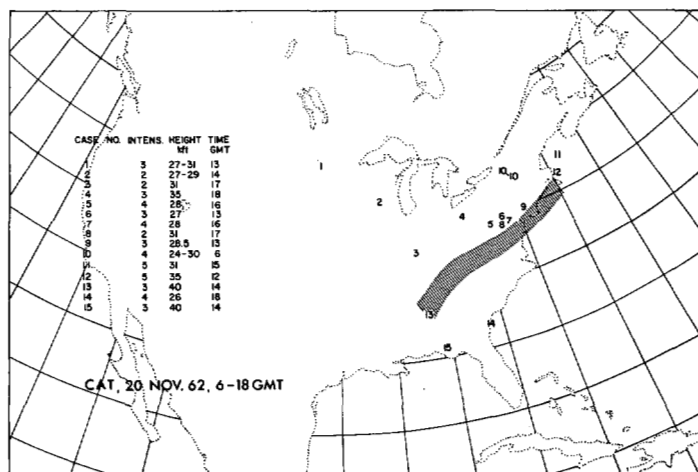 CASE NO. INTENS. HEIGHT TIME
kft GMT
1 3 27-31 13
2 2 27-29 14
3 2 31 17
4 3 35 18
5 4 28 16
6 3 27 13
7 4 28 16
8 2 31 17
9 3 28.5 13
10 4 24-30 6
11 5 31 15
12 5 35 12
13 3 40 14
14 4 26 18
15 3 40 14
1
2
3
4
5
6
8
7
9
10
10
11
12
13
14
15
CAT, 20 NOV. 62, 6-18 GMT